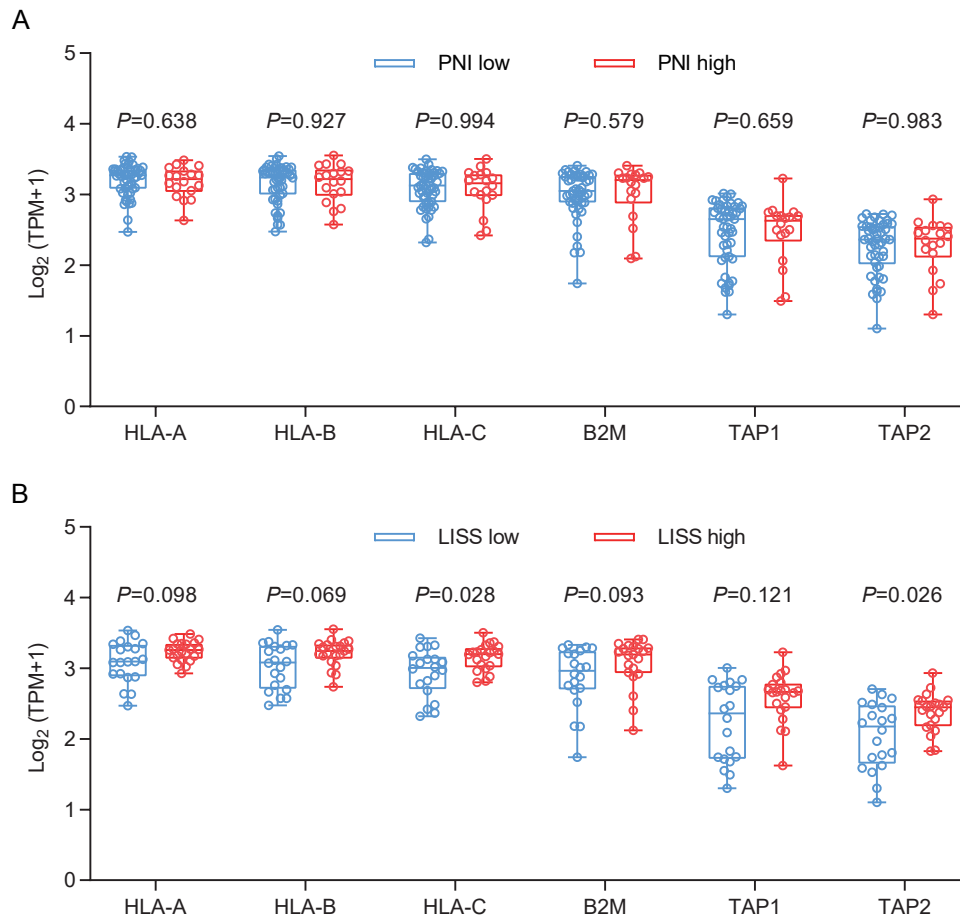 A
PNI low PNI high
P=0.638 P=0.927 P=0.994 P=0.579 P=0.659 P=0.983
Log₂ (TPM+1)
5
4
3
2
1
0
HLA-A HLA-B HLA-C B2M TAP1 TAP2
B
LISS low LISS high
P=0.098 P=0.069 P=0.028 P=0.093 P=0.121 P=0.026
Log₂ (TPM+1)
5
4
3
2
1
0
HLA-A HLA-B HLA-C B2M TAP1 TAP2